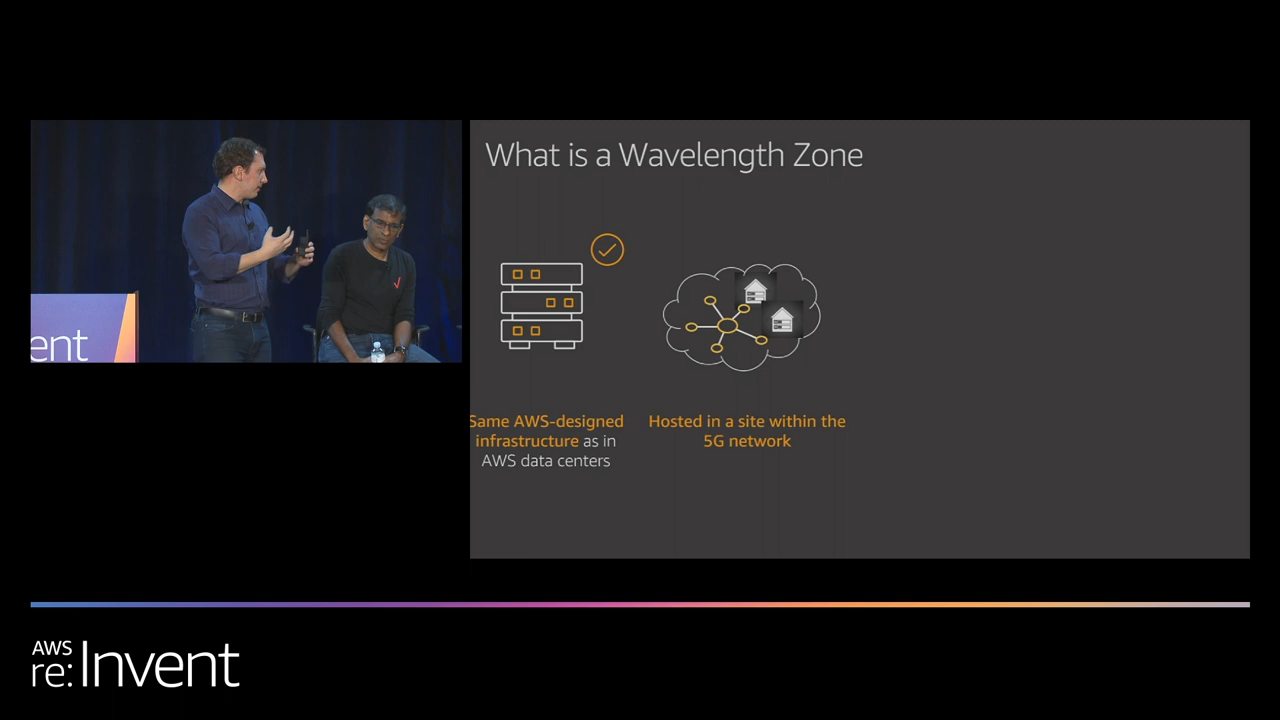 What is a Wavelength Zone
Same AWS-designed
infrastructure as in
AWS data centers
Hosted in a site within the
5G network
ent
AWS
re:Invent